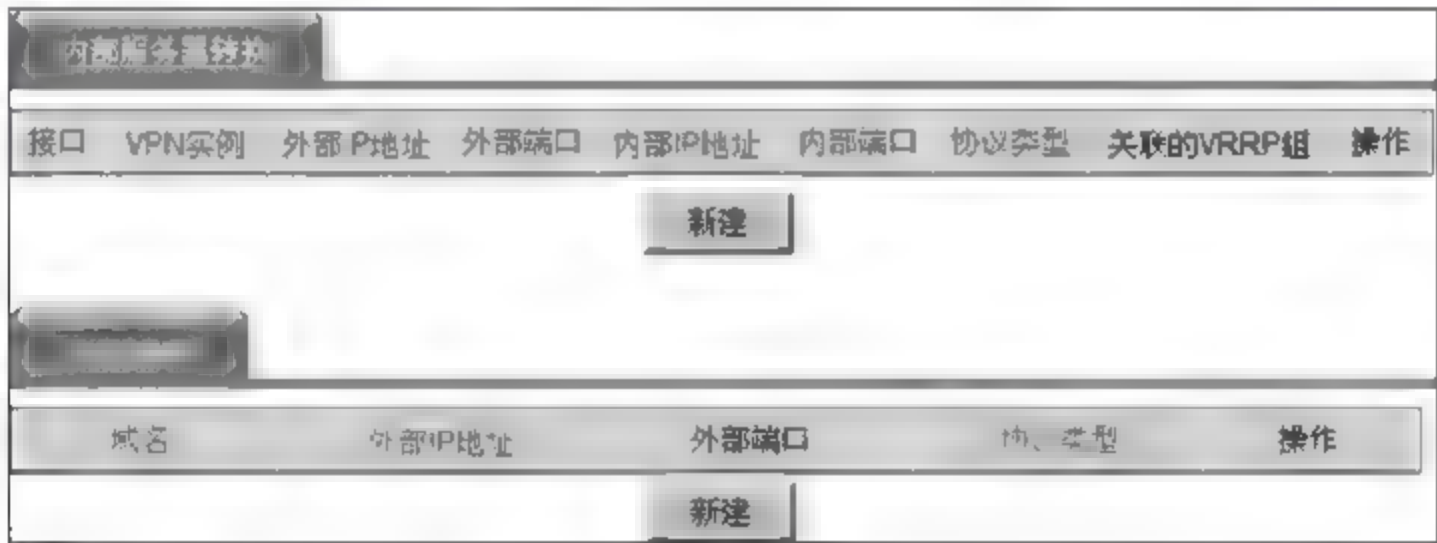 内部服务器转换
接口 VPN实例 外部IP地址 外部端口 内部IP地址 内部端口 协议类型 关联的VRRP组 操作
新建
域名 外部IP地址 外部端口 协议类型 操作
新建